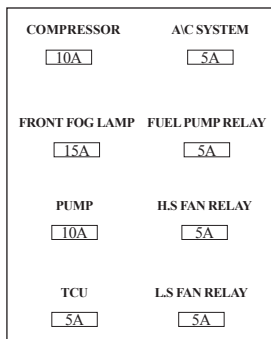 COMPRESSOR A\C SYSTEM
10A 5A
FRONT FOG LAMP FUEL PUMP RELAY
15A 5A
PUMP H.S FAN RELAY
10A 5A
TCU L.S FAN RELAY
5A 5A